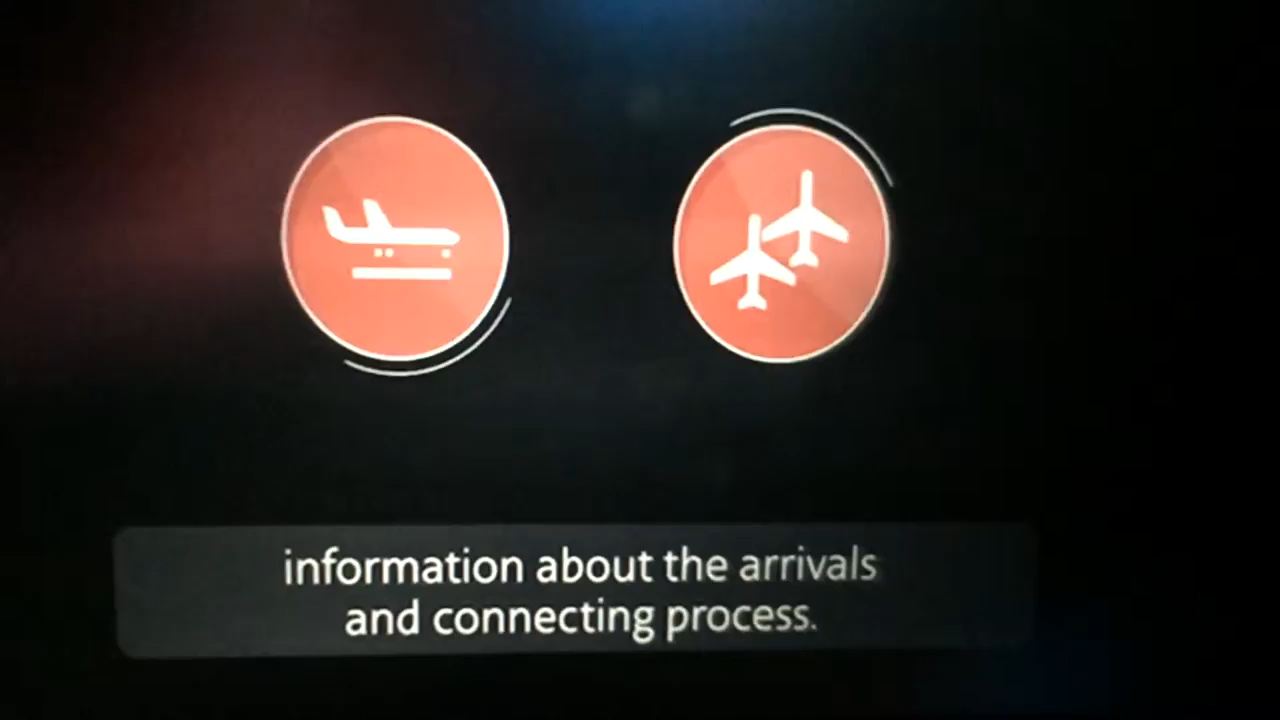 information about the arrivals
and connecting process.